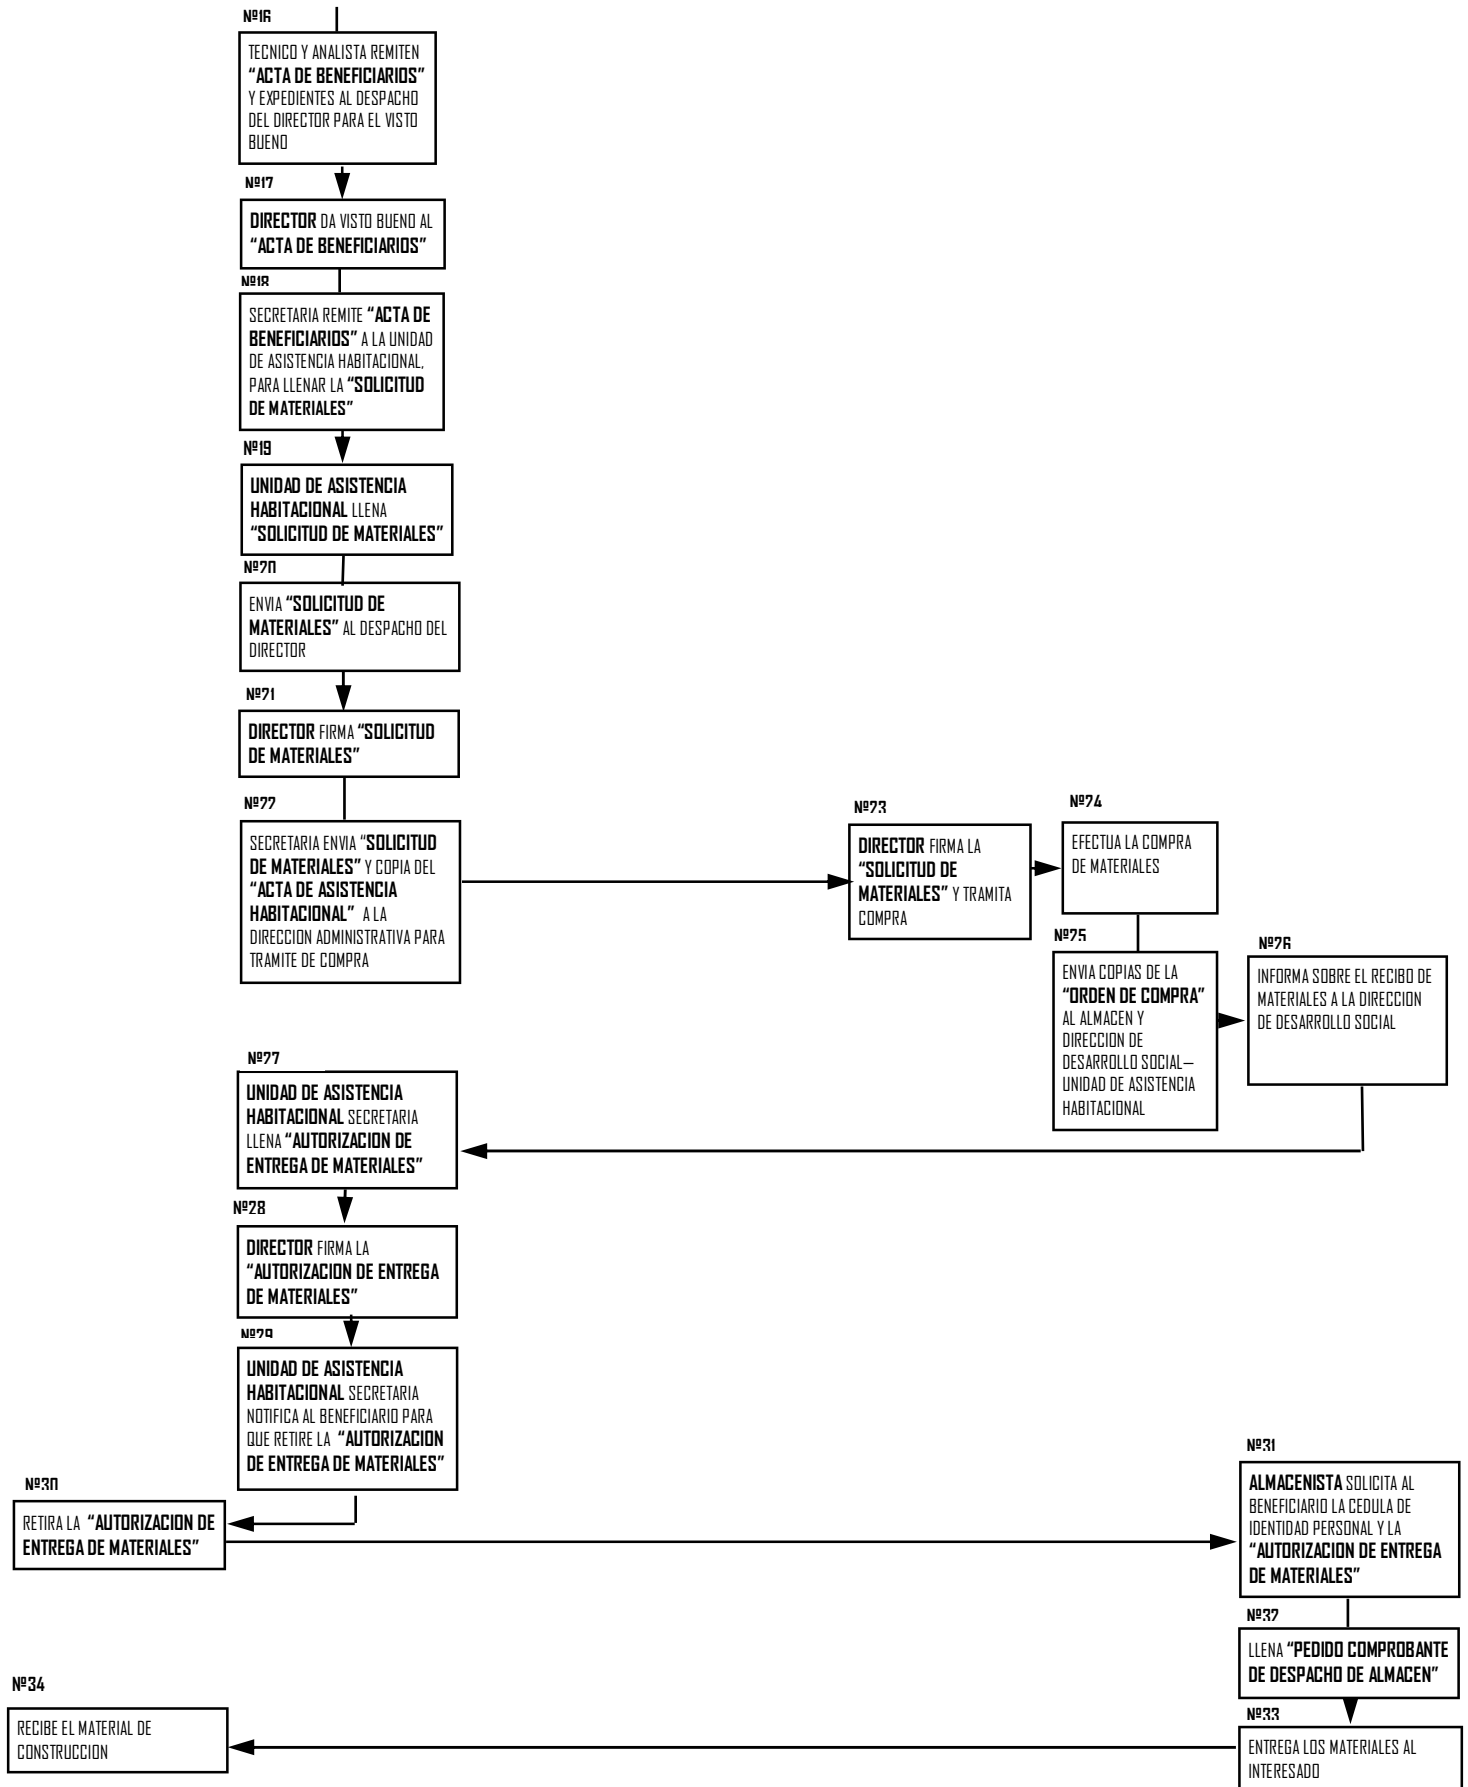 Nº16
TECNICO Y ANALISTA REMITEN
“ACTA DE BENEFICIARIOS”
Y EXPEDIENTES AL DESPACHO
DEL DIRECTOR PARA EL VISTO
BUENO
Nº17
DIRECTOR DA VISTO BUENO AL
“ACTA DE BENEFICIARIOS”
Nº18
SECRETARIA REMITE “ACTA DE
BENEFICIARIOS” A LA UNIDAD
DE ASISTENCIA HABITACIONAL,
PARA LLENAR LA “SOLICITUD
DE MATERIALES”
Nº19
UNIDAD DE ASISTENCIA
HABITACIONAL LLENA
“SOLICITUD DE MATERIALES”
Nº20
ENVIA “SOLICITUD DE
MATERIALES” AL DESPACHO DEL
DIRECTOR
Nº21
DIRECTOR FIRMA “SOLICITUD
DE MATERIALES”
Nº22
SECRETARIA ENVIA “SOLICITUD
DE MATERIALES” Y COPIA DEL
“ACTA DE ASISTENCIA
HABITACIONAL” A LA
DIRECCION ADMINISTRATIVA PARA
TRAMITE DE COMPRA
Nº23
DIRECTOR FIRMA LA
“SOLICITUD DE
MATERIALES” Y TRAMITA
COMPRA
Nº24
EFECTUA LA COMPRA
DE MATERIALES
Nº25
ENVIA COPIAS DE LA
“ORDEN DE COMPRA”
AL ALMACEN Y
DIRECCION DE
DESARROLLO SOCIAL—
UNIDAD DE ASISTENCIA
HABITACIONAL
Nº26
INFORMA SOBRE EL RECIBO DE
MATERIALES A LA DIRECCION
DE DESARROLLO SOCIAL
Nº27
UNIDAD DE ASISTENCIA
HABITACIONAL SECRETARIA
LLENA “AUTORIZACION DE
ENTREGA DE MATERIALES”
Nº28
DIRECTOR FIRMA LA
“AUTORIZACION DE ENTREGA
DE MATERIALES”
Nº29
UNIDAD DE ASISTENCIA
HABITACIONAL SECRETARIA
NOTIFICA AL BENEFICIARIO PARA
QUE RETIRE LA “AUTORIZACION
DE ENTREGA DE MATERIALES”
Nº30
RETIRA LA “AUTORIZACION DE
ENTREGA DE MATERIALES”
Nº31
ALMACENISTA SOLICITA AL
BENEFICIARIO LA CEDULA DE
IDENTIDAD PERSONAL Y LA
“AUTORIZACION DE ENTREGA
DE MATERIALES”
Nº32
LLENA “PEDIDO COMPROBANTE
DE DESPACHO DE ALMACEN”
Nº33
ENTREGA LOS MATERIALES AL
INTERESADO
Nº34
RECIBE EL MATERIAL DE
CONSTRUCCION